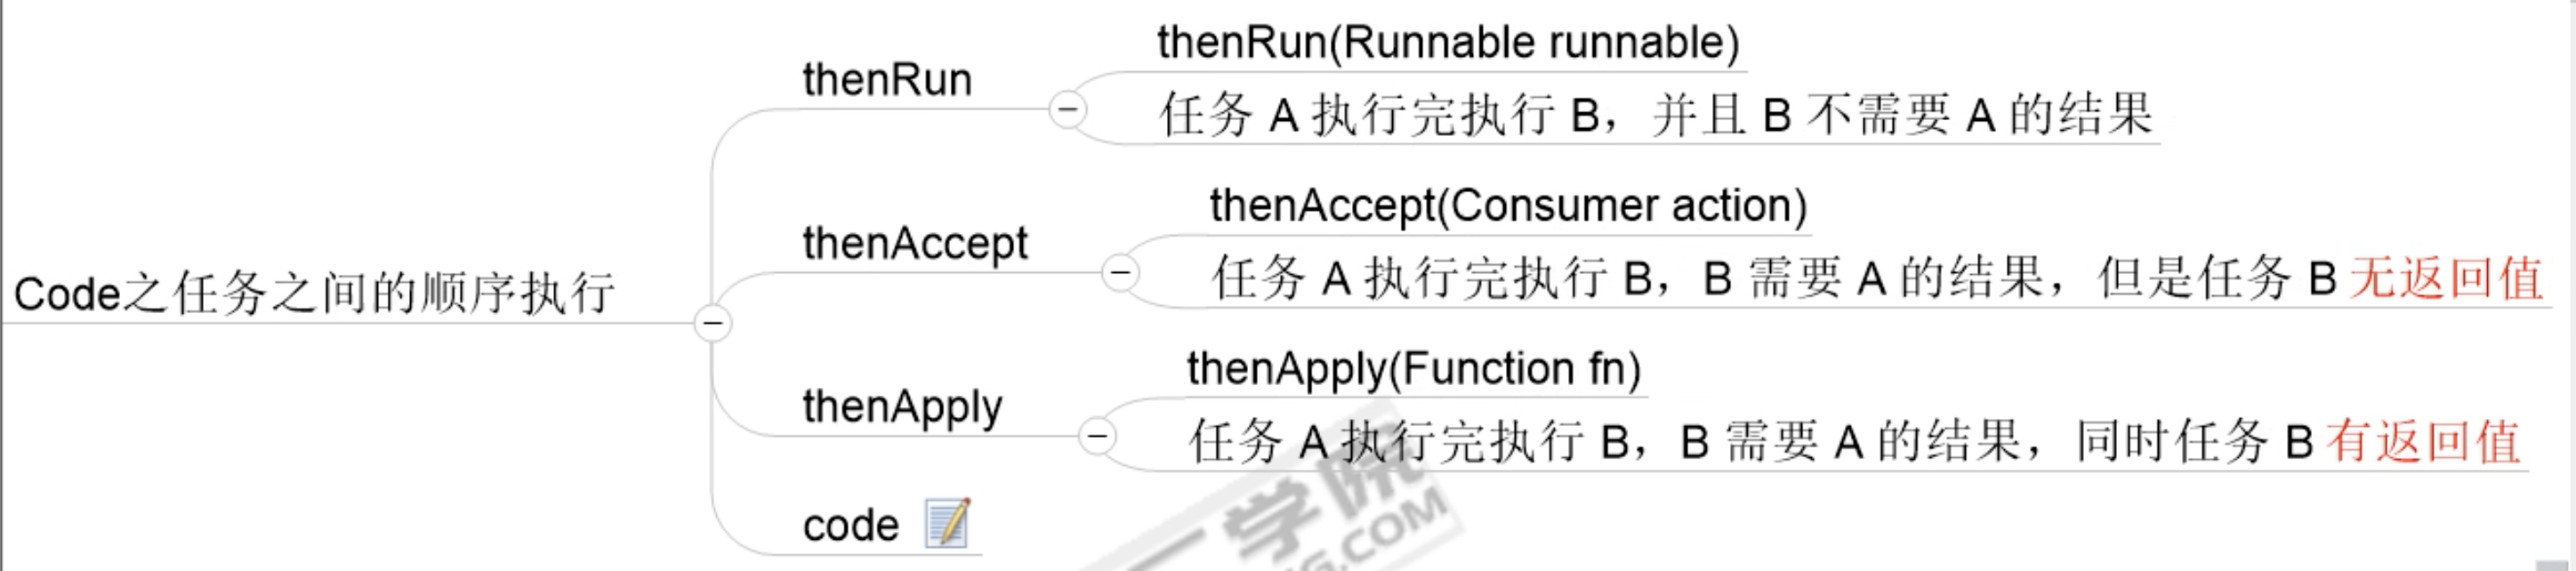 Code之任务之间的顺序执行
thenRun
thenRun(Runnable runnable)
任务 A 执行完执行 B，并且 B 不需要 A 的结果
thenAccept
thenAccept(Consumer action)
任务 A 执行完执行 B，B 需要 A 的结果，但是任务 B 无返回值
thenApply
thenApply(Function fn)
任务 A 执行完执行 B，B 需要 A 的结果，同时任务 B 有返回值
code
学院
G.COM